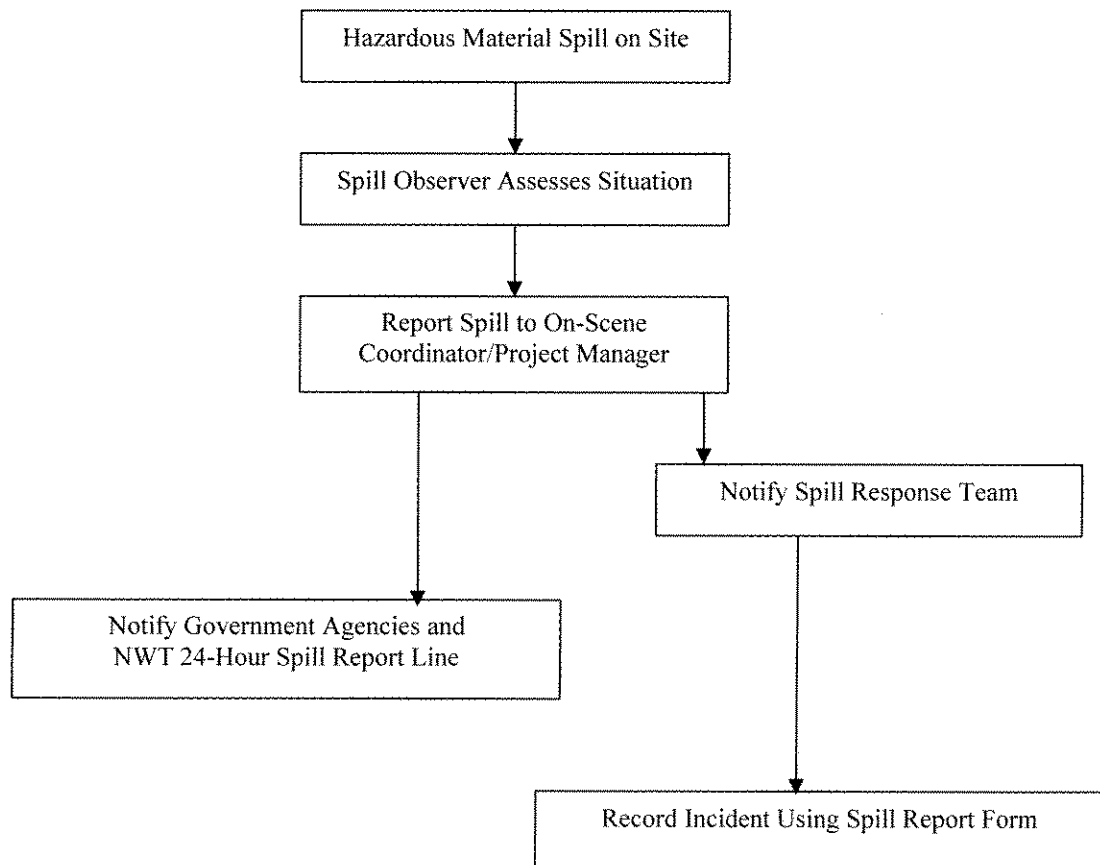 Hazardous Material Spill on Site
Spill Observer Assesses Situation
Report Spill to On-Scene
Coordinator/Project Manager
Notify Spill Response Team
Notify Government Agencies and
NWT 24-Hour Spill Report Line
Record Incident Using Spill Report Form